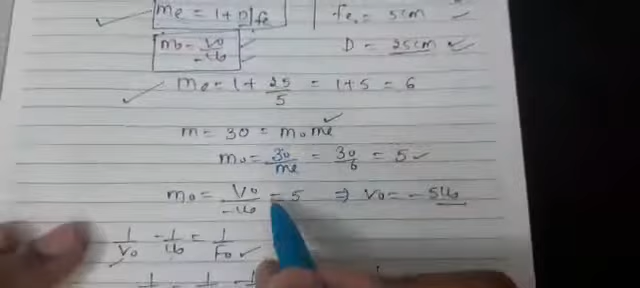 me = 1 + D/fe
fe = 5cm
mo = Vo/-uo
D = 25cm
me = 1 + 25/5 = 1+5 = 6
m = 30 = mo me
mo = 30/me = 30/6 = 5
mo = Vo/-uo = 5 ⇒ Vo = -5uo
1/Vo - 1/uo = 1/Fo